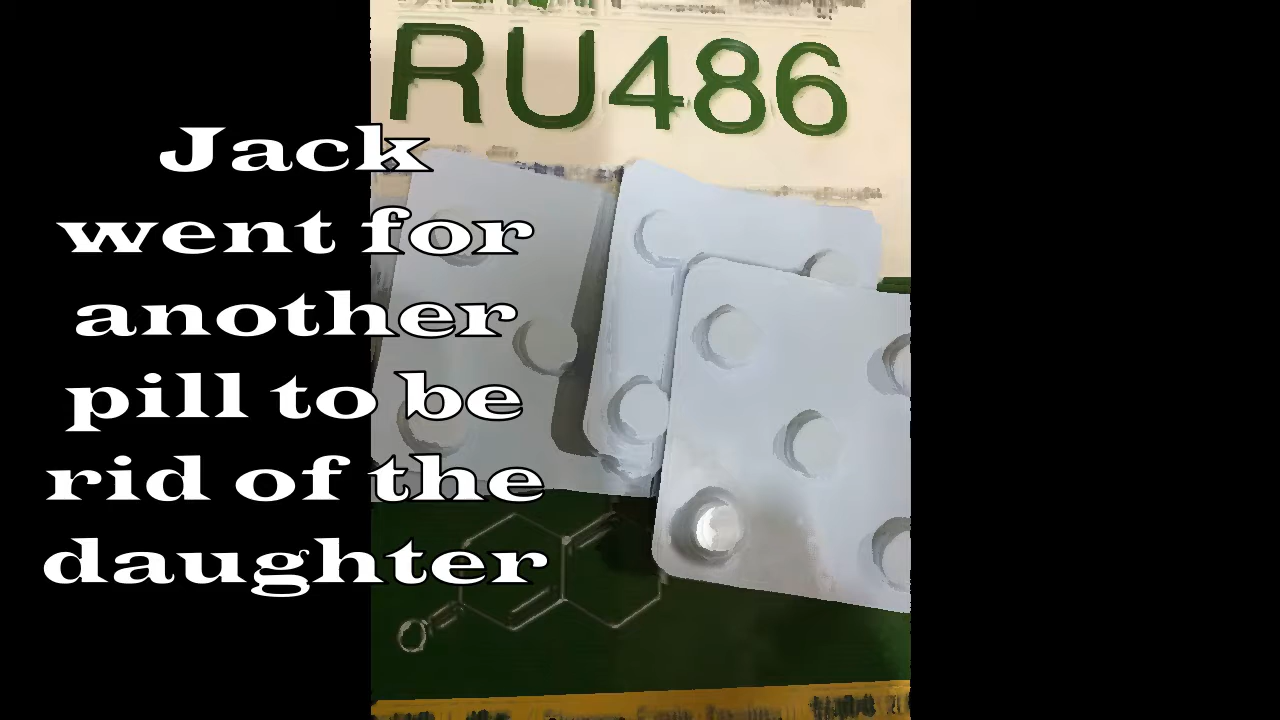 RU486
Jack
went for
another
pill to be
rid of the
daughter
O